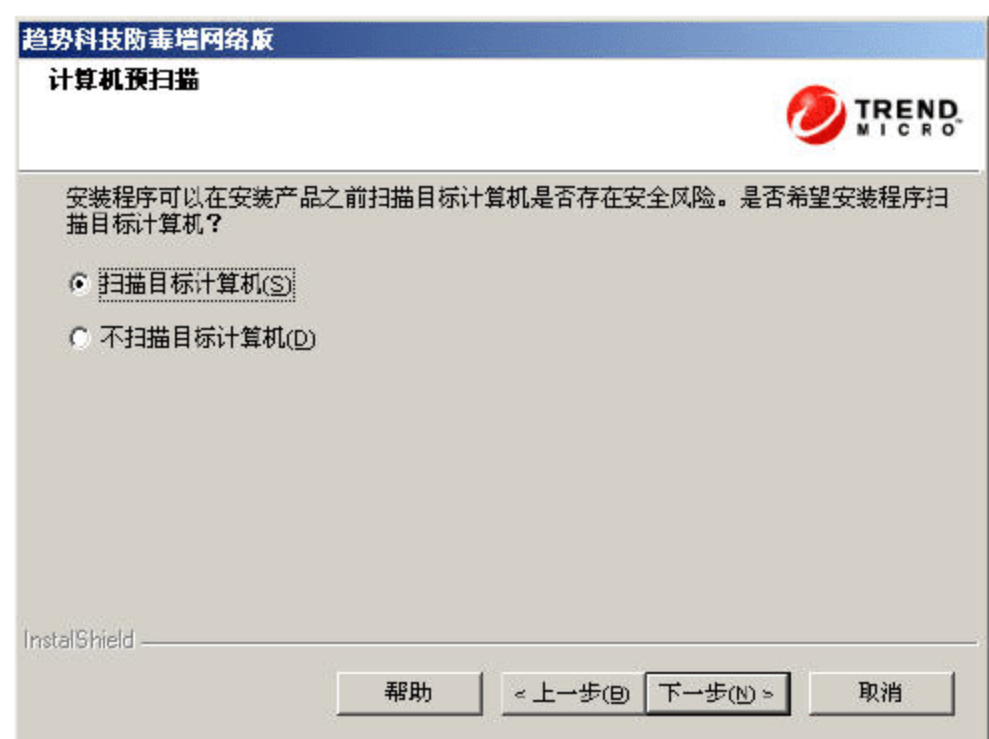 趋势科技防毒墙网络版
计算机预扫描
TREND
MICRO
安装程序可以在安装产品之前扫描目标计算机是否存在安全风险。是否希望安装程序扫
描目标计算机？
扫描目标计算机(S)
不扫描目标计算机(D)
InstallShield
帮助
< 上一步(B)
下一步(N) >
取消